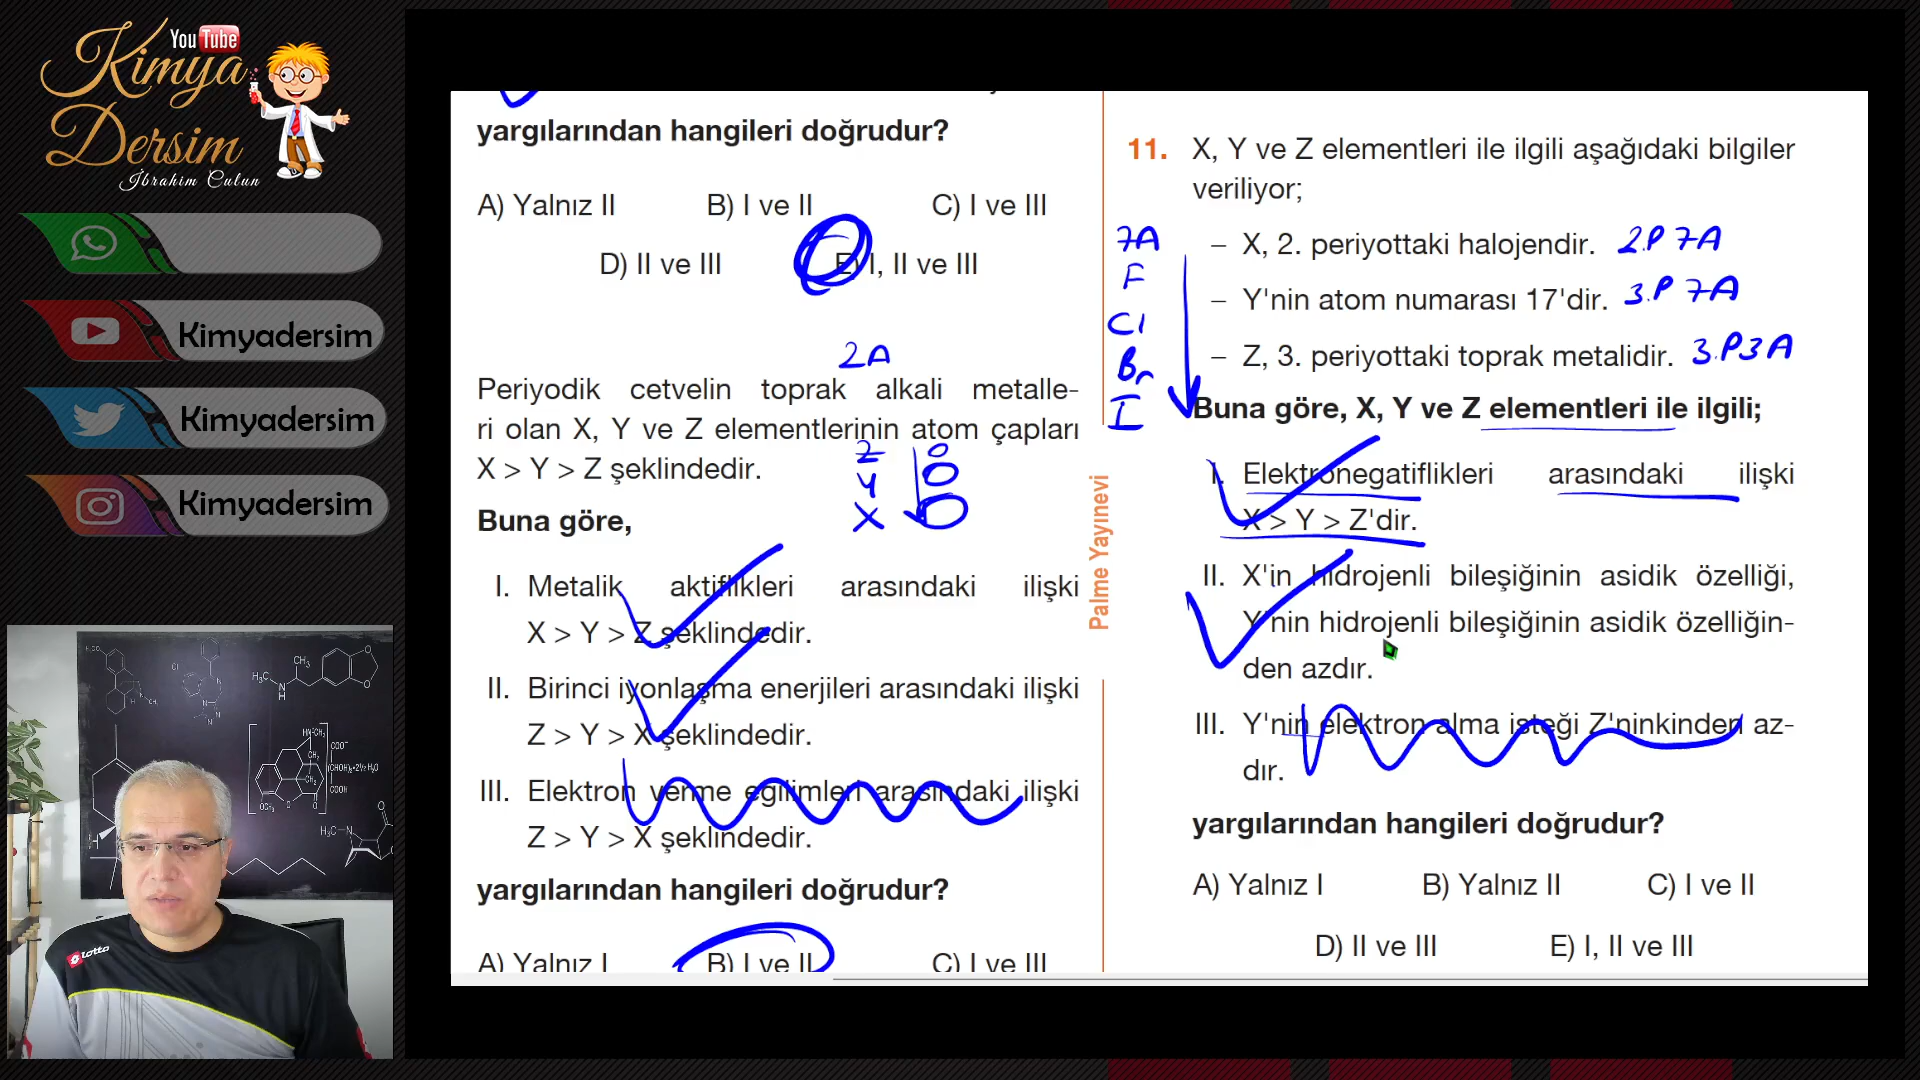 You Tube
Kimya
Dersim
İbrahim Culun
Kimyadersim
Kimyadersim
Kimyadersim
LOTTO
yargılarından hangileri doğrudur?
A) Yalnız II B) I ve II C) I ve III
D) II ve III E) I, II ve III
2A
Periyodik cetvelin toprak alkali metalle-
ri olan X, Y ve Z elementlerinin atom çapları
X > Y > Z şeklindedir.
Z
Y
X
Buna göre,
I. Metalik aktiflikleri arasındaki ilişki
X > Y > Z şeklindedir.
II. Birinci iyonlaşma enerjileri arasındaki ilişki
Z > Y > X şeklindedir.
III. Elektron verme eğilimleri arasındaki ilişki
Z > Y > X şeklindedir.
yargılarından hangileri doğrudur?
A) Yalnız I B) I ve II C) I ve III
Palme Yayınevi
11. X, Y ve Z elementleri ile ilgili aşağıdaki bilgiler
veriliyor;
7A
F
Cl
Br
I
– X, 2. periyottaki halojendir. 2.P 7A
– Y'nin atom numarası 17'dir. 3.P 7A
– Z, 3. periyottaki toprak metalidir. 3.P 3A
Buna göre, X, Y ve Z elementleri ile ilgili;
I. Elektronegatiflikleri arasındaki ilişki
X > Y > Z'dir.
II. X'in hidrojenli bileşiğinin asidik özelliği,
Y'nin hidrojenli bileşiğinin asidik özelliğin-
den azdır.
III. Y'nin elektron alma isteği Z'ninkinden az-
dır.
yargılarından hangileri doğrudur?
A) Yalnız I B) Yalnız II C) I ve II
D) II ve III E) I, II ve III